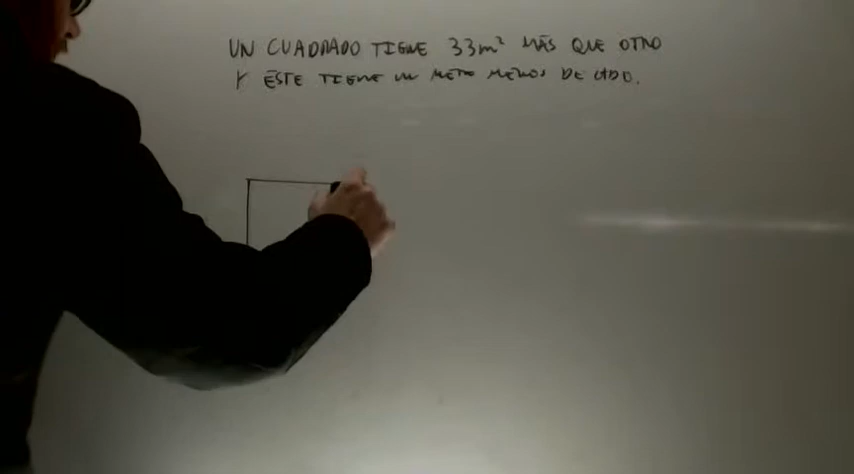 UN CUADRADO TIENE 33m² MÁS QUE OTRO
Y ÉSTE TIENE UN METRO MENOS DE LADO.